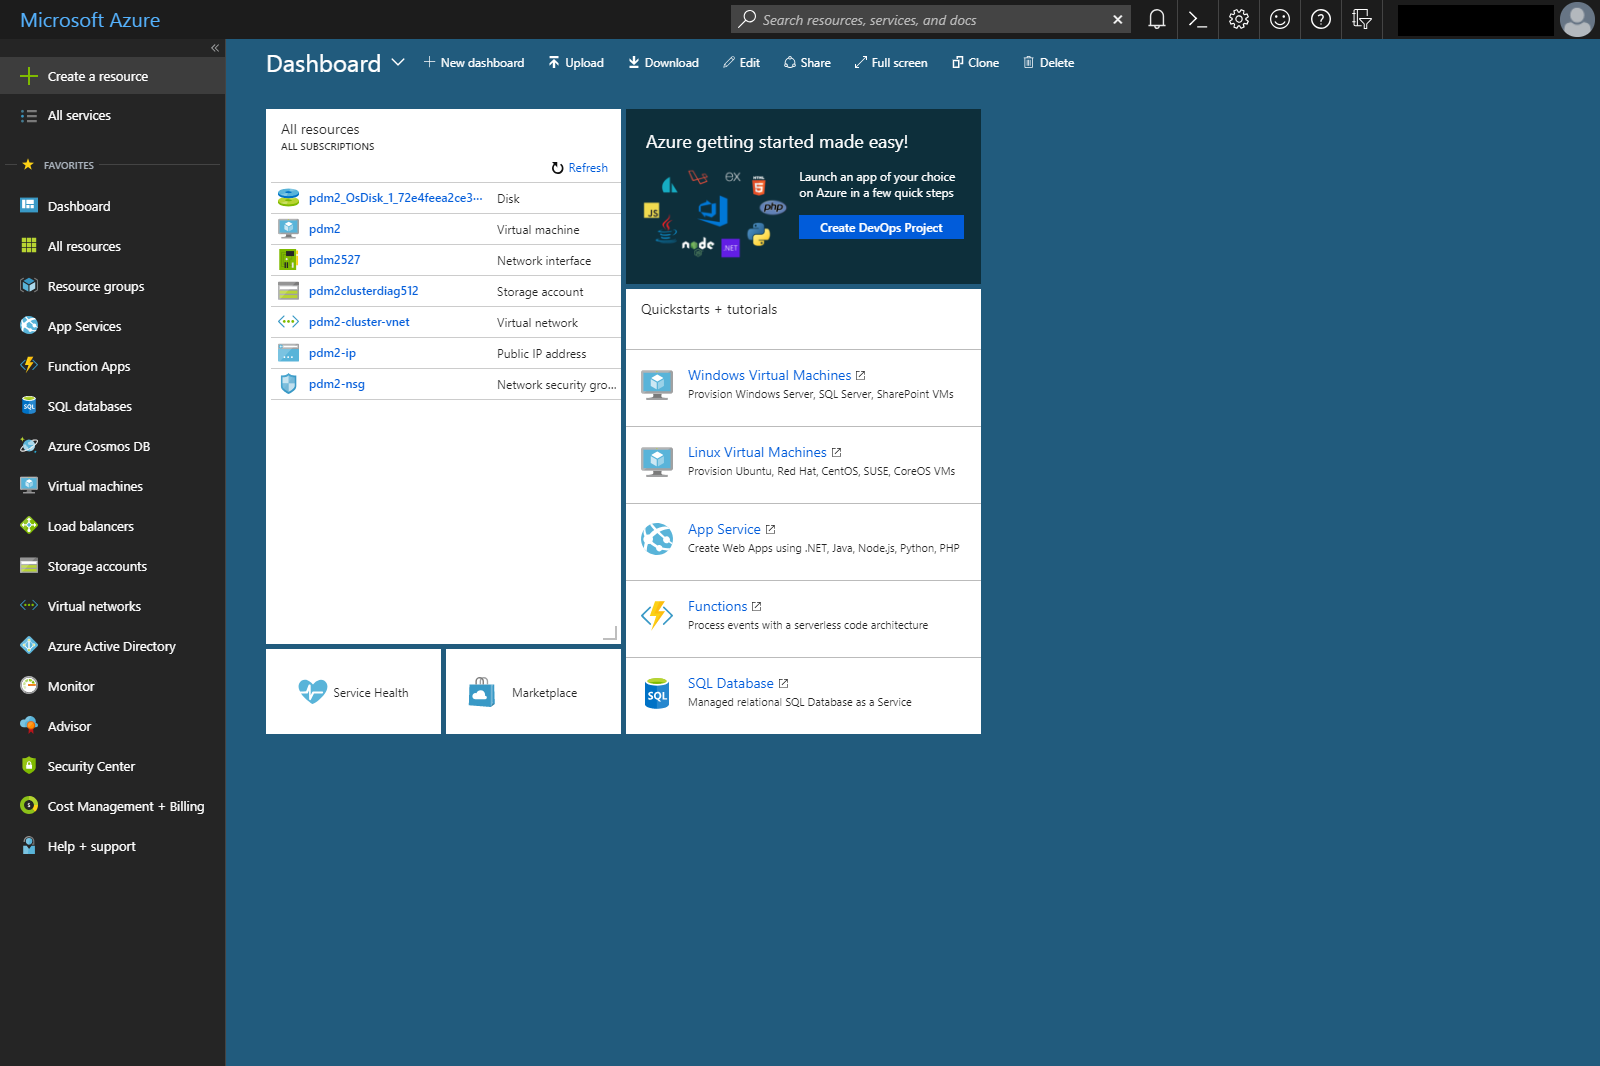 Microsoft Azure
Search resources, services, and docs
Create a resource
All services
FAVORITES
Dashboard
All resources
Resource groups
App Services
Function Apps
SQL databases
Azure Cosmos DB
Virtual machines
Load balancers
Storage accounts
Virtual networks
Azure Active Directory
Monitor
Advisor
Security Center
Cost Management + Billing
Help + support
Dashboard
New dashboard
Upload
Download
Edit
Share
Full screen
Clone
Delete
All resources
ALL SUBSCRIPTIONS
Refresh
pdm2_OsDisk_1_72e4feea2ce3... Disk
pdm2 Virtual machine
pdm2527 Network interface
pdm2clusterdiag512 Storage account
pdm2-cluster-vnet Virtual network
pdm2-ip Public IP address
pdm2-nsg Network security gro...
Service Health
Marketplace
Azure getting started made easy!
Launch an app of your choice
on Azure in a few quick steps
Create DevOps Project
EX
HTML
5
JS
php
node
.NET
Quickstarts + tutorials
Windows Virtual Machines
Provision Windows Server, SQL Server, SharePoint VMs
Linux Virtual Machines
Provision Ubuntu, Red Hat, CentOS, SUSE, CoreOS VMs
App Service
Create Web Apps using .NET, Java, Node.js, Python, PHP
Functions
Process events with a serverless code architecture
SQL
SQL Database
Managed relational SQL Database as a Service